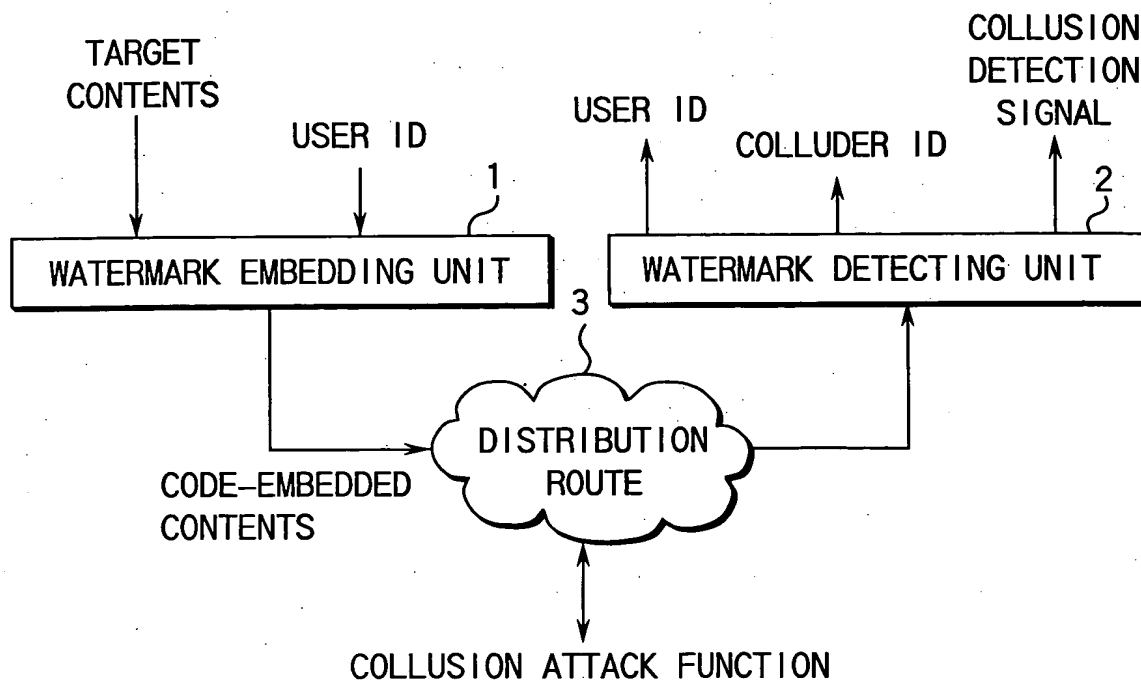 TARGET
CONTENTS
USER ID
1
WATERMARK EMBEDDING UNIT
USER ID
COLLUDER ID
COLLUSION
DETECTION
SIGNAL
2
WATERMARK DETECTING UNIT
3
DISTRIBUTION
ROUTE
CODE–EMBEDDED
CONTENTS
COLLUSION ATTACK FUNCTION